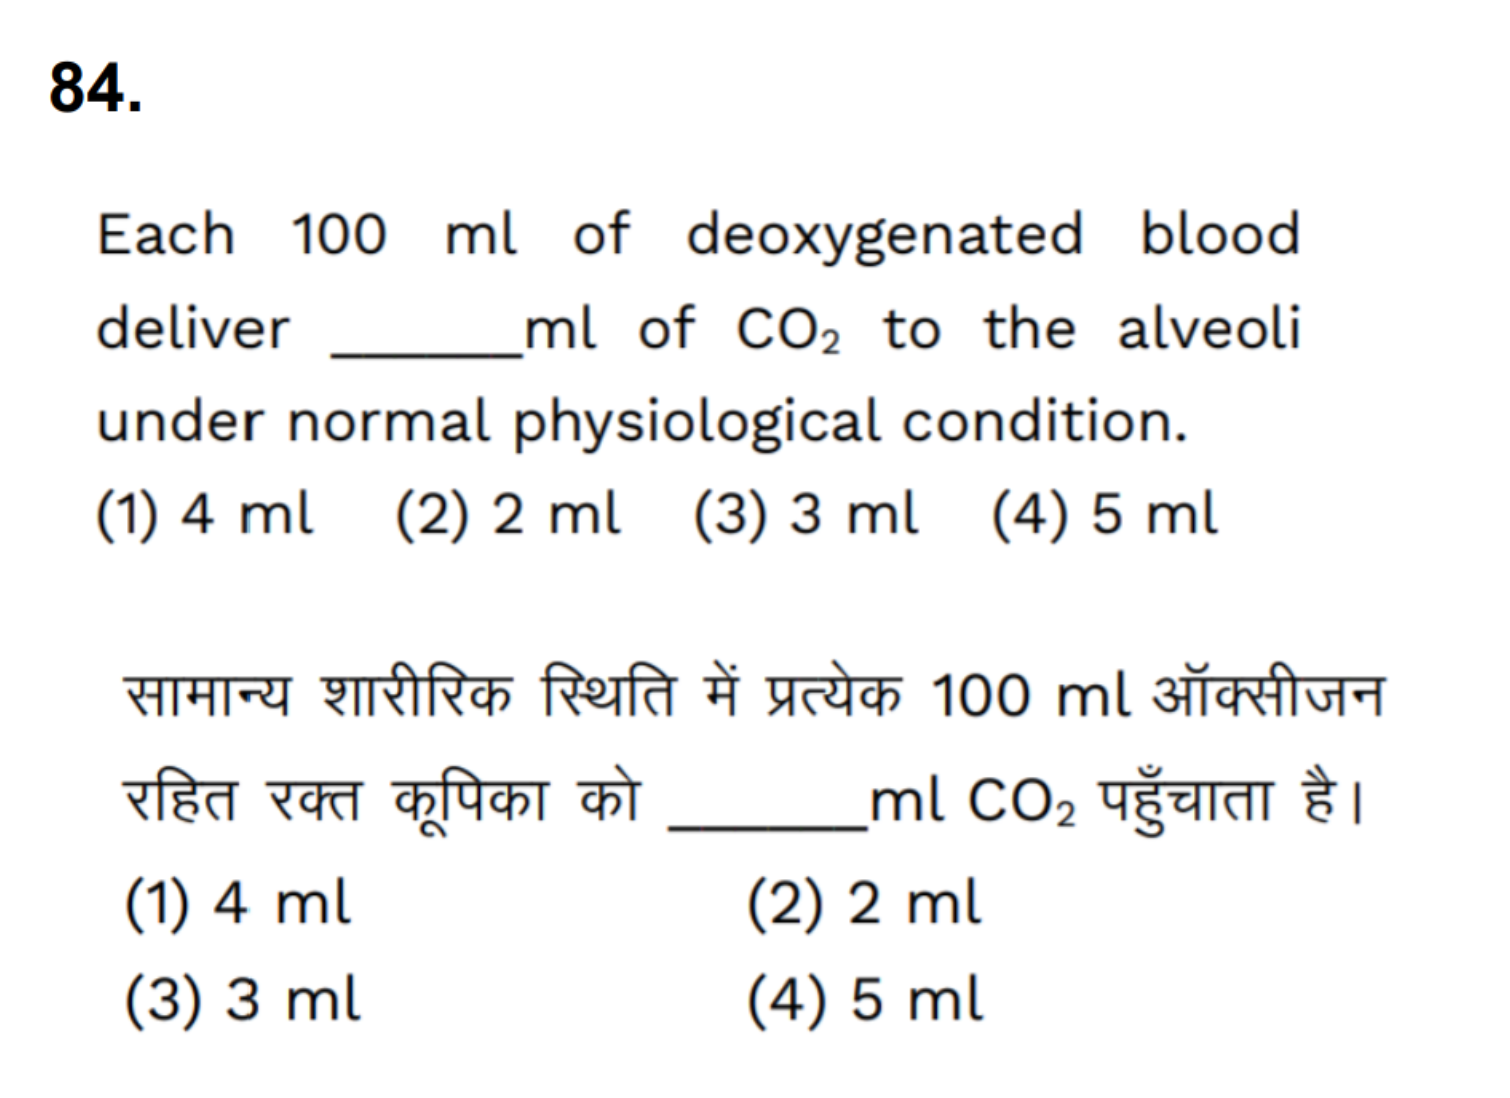 84.
Each 100 ml of deoxygenated blood
deliver ______ml of CO₂ to the alveoli
under normal physiological condition.
(1) 4 ml (2) 2 ml (3) 3 ml (4) 5 ml
सामान्य शारीरिक स्थिति में प्रत्येक 100 ml ऑक्सीजन
रहित रक्त कूपिका को ______ml CO₂ पहुँचाता है।
(1) 4 ml (2) 2 ml
(3) 3 ml (4) 5 ml